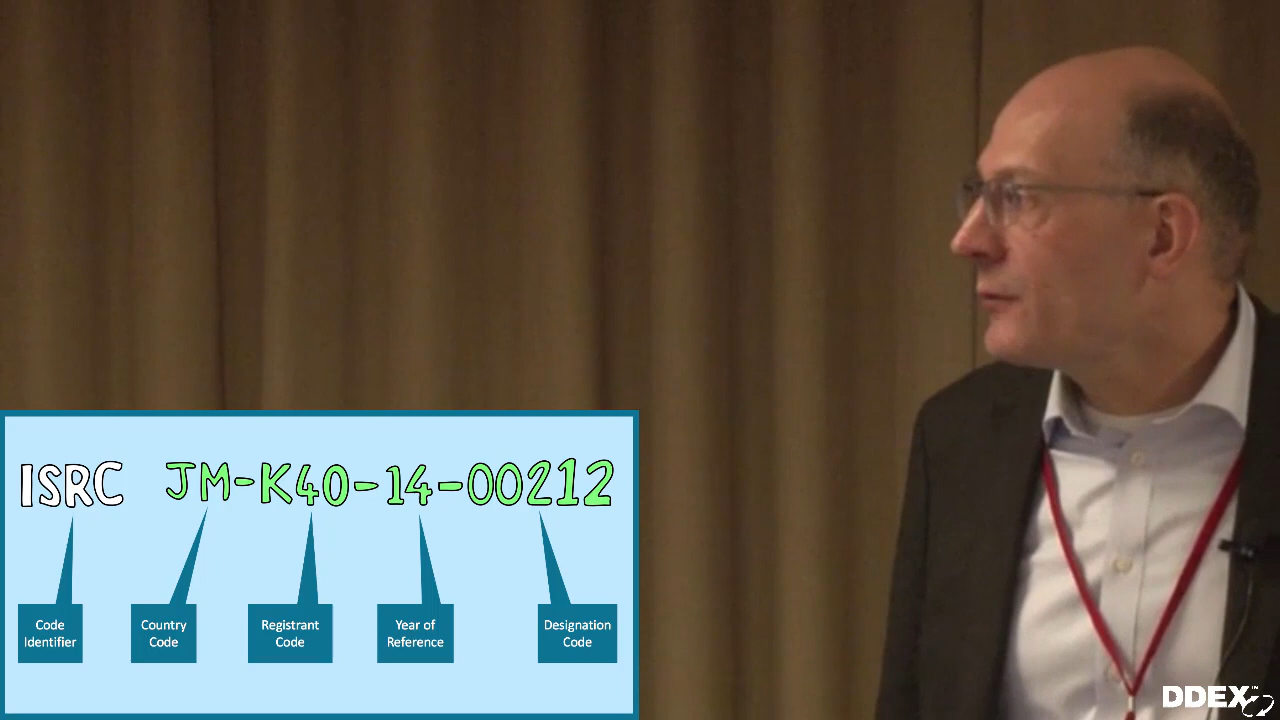 ISRC JM-K40-14-00212
Code
Identifier
Country
Code
Registrant
Code
Year of
Reference
Designation
Code
DDEX